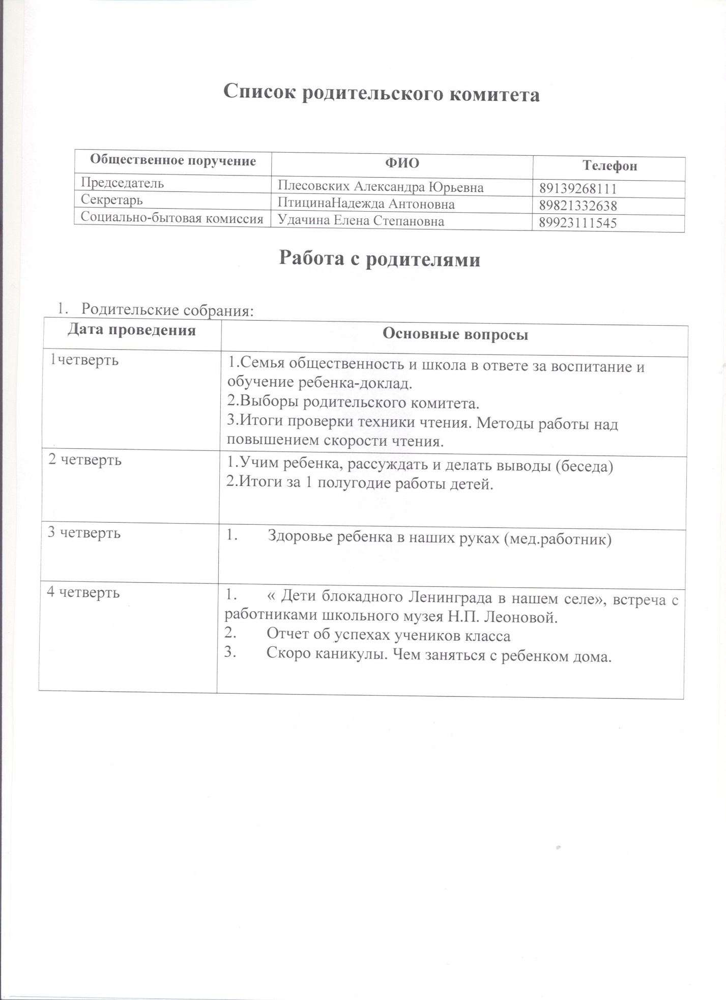 Список родительского комитета
Общественное поручение ФИО Телефон
Председатель Плесовских Александра Юрьевна 89139268111
Секретарь ПтицинаНадежда Антоновна 89821332638
Социально-бытовая комиссия Удачина Елена Степановна 89923111545
Работа с родителями
1. Родительские собрания:
Дата проведения Основные вопросы
1четверть 1.Семья общественность и школа в ответе за воспитание и
обучение ребенка-доклад.
2.Выборы родительского комитета.
3.Итоги проверки техники чтения. Методы работы над
повышением скорости чтения.
2 четверть 1.Учим ребенка, рассуждать и делать выводы (беседа)
2.Итоги за 1 полугодие работы детей.
3 четверть 1. Здоровье ребенка в наших руках (мед.работник)
4 четверть 1. « Дети блокадного Ленинграда в нашем селе», встреча с
работниками школьного музея Н.П. Леоновой.
2. Отчет об успехах учеников класса
3. Скоро каникулы. Чем заняться с ребенком дома.